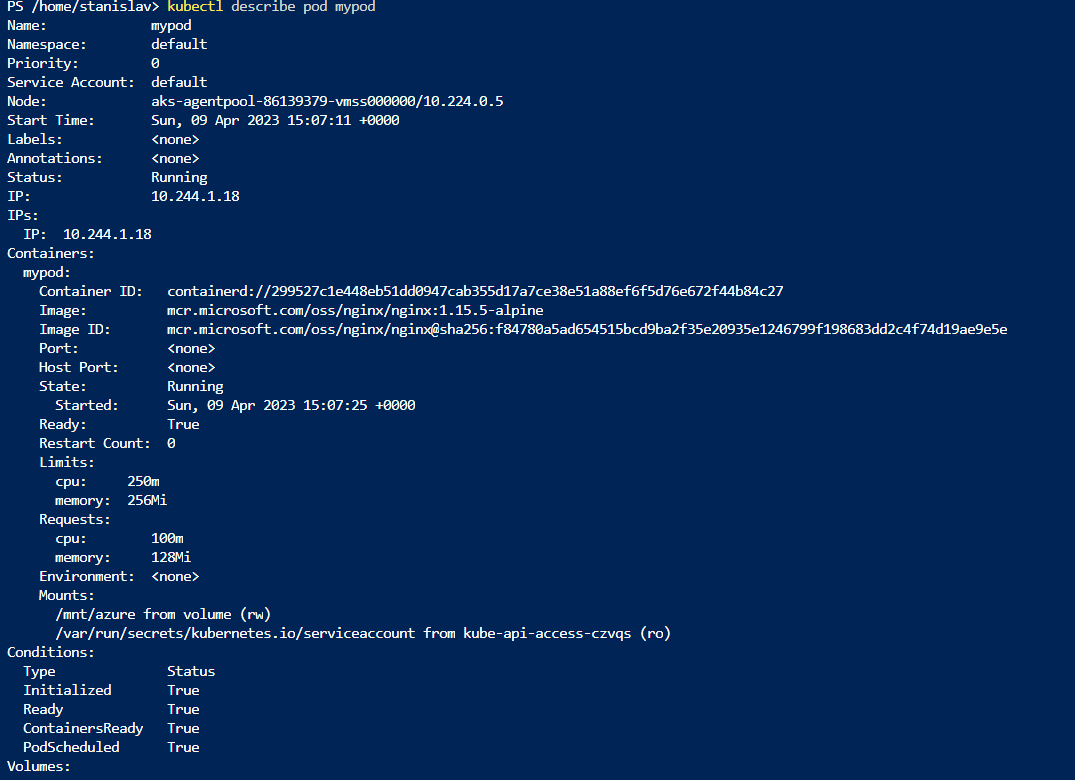 PS /home/stanislav> kubectl describe pod mypod
Name:             mypod
Namespace:        default
Priority:         0
Service Account:  default
Node:             aks-agentpool-86139379-vmss000000/10.224.0.5
Start Time:       Sun, 09 Apr 2023 15:07:11 +0000
Labels:           <none>
Annotations:      <none>
Status:           Running
IP:               10.244.1.18
IPs:
  IP:  10.244.1.18
Containers:
  mypod:
    Container ID:   containerd://299527c1e448eb51dd0947cab355d17a7ce38e51a88ef6f5d76e672f44b84c27
    Image:          mcr.microsoft.com/oss/nginx/nginx:1.15.5-alpine
    Image ID:       mcr.microsoft.com/oss/nginx/nginx@sha256:f84780a5ad654515bcd9ba2f35e20935e1246799f198683dd2c4f74d19ae9e5e
    Port:           <none>
    Host Port:      <none>
    State:          Running
      Started:      Sun, 09 Apr 2023 15:07:25 +0000
    Ready:          True
    Restart Count:  0
    Limits:
      cpu:     250m
      memory:  256Mi
    Requests:
      cpu:        100m
      memory:     128Mi
    Environment:  <none>
    Mounts:
      /mnt/azure from volume (rw)
      /var/run/secrets/kubernetes.io/serviceaccount from kube-api-access-czvqs (ro)
Conditions:
  Type              Status
  Initialized       True
  Ready             True
  ContainersReady   True
  PodScheduled      True
Volumes: